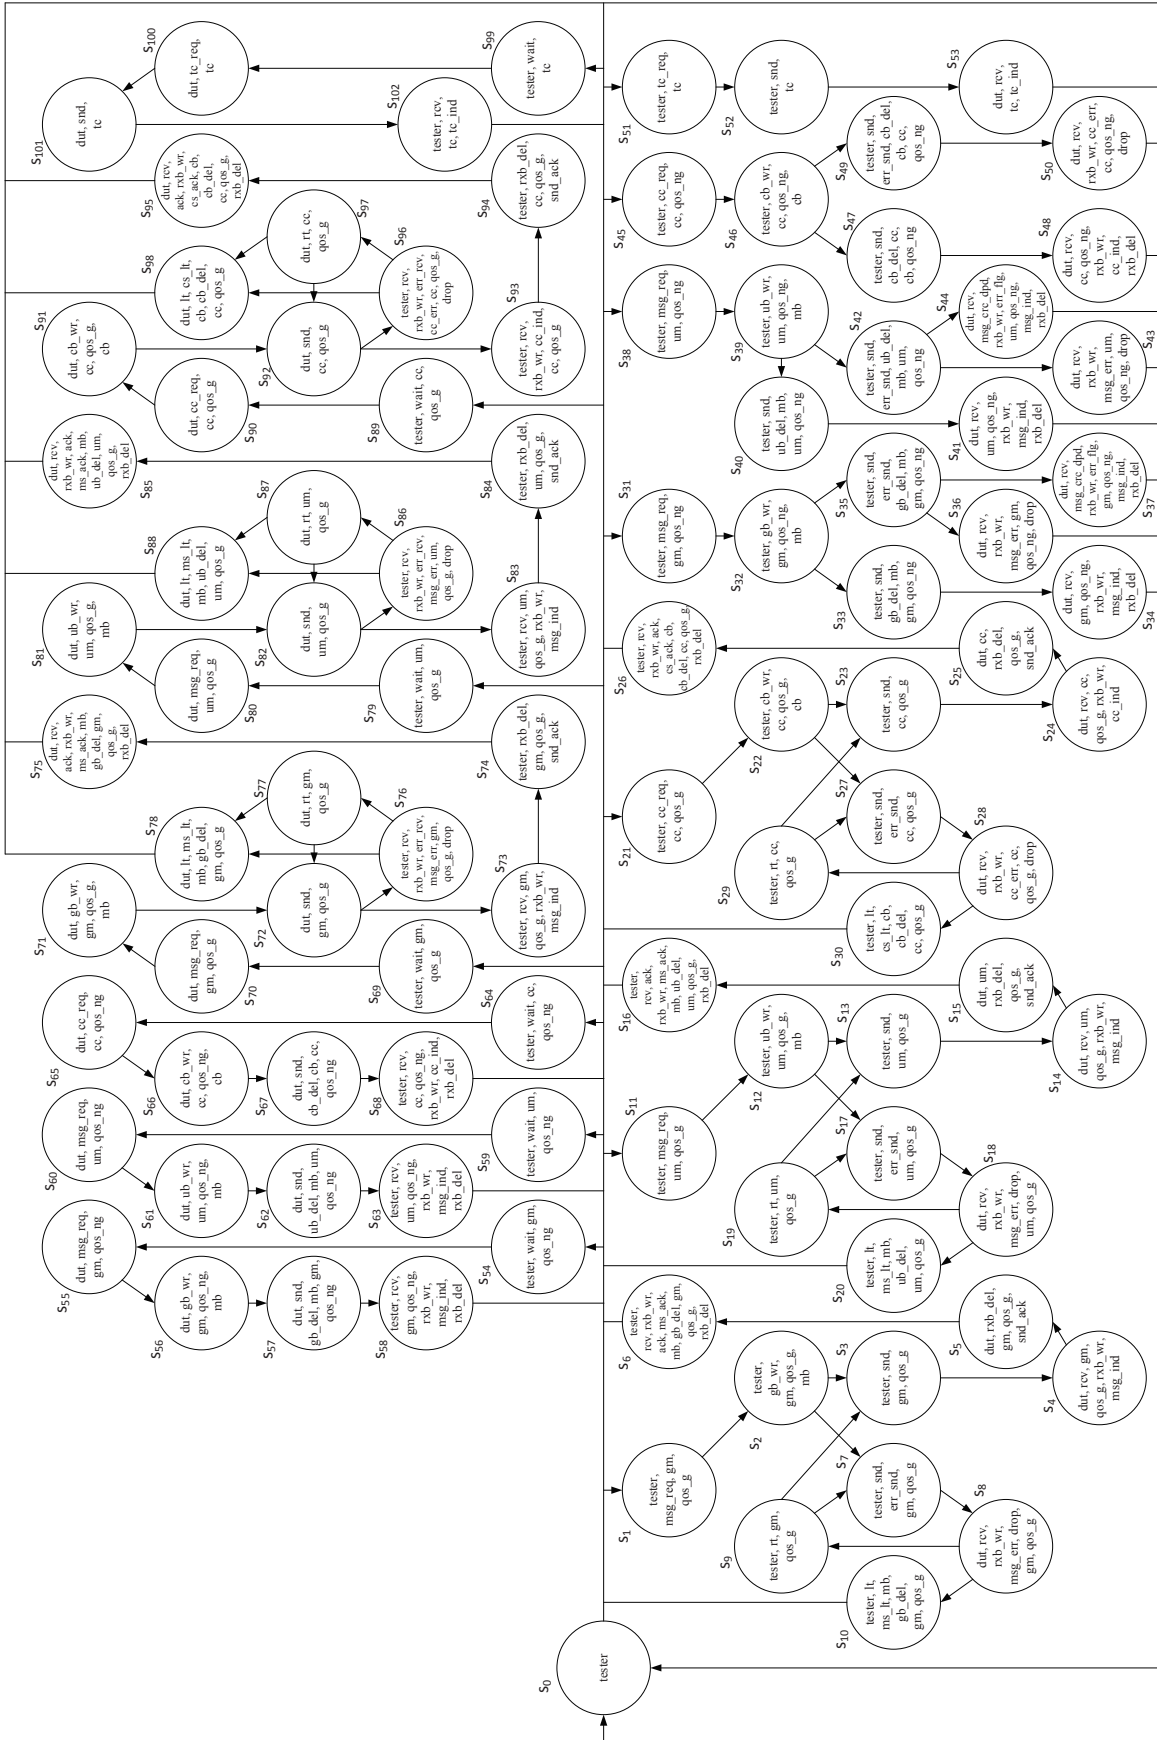 S0
tester
S1
tester,
msg_req, gm,
qos_g
S2
tester,
gb_wr,
gm, qos_g,
mb
S3
tester, snd,
gm, qos_g
S4
dut, rcv, gm,
qos_g, rxb_wr,
msg_ind
S5
dut, rxb_del,
gm, qos_g,
snd_ack
S6
tester,
rcv, rxb_wr,
ack, ms_ack,
mb, gb_del, gm,
qos_g,
rxb_del
S7
tester, snd,
err_snd,
gm, qos_g
S8
dut, rcv,
rxb_wr,
msg_err, drop,
gm, qos_g
S9
tester, rt, gm,
qos_g
S10
tester, lt,
ms_lt, mb,
gb_del,
gm, qos_g
S11
tester, msg_req,
um, qos_g
S12
tester, ub_wr,
um, qos_g,
mb
S13
tester, snd,
um, qos_g
S14
dut, rcv, um,
qos_g, rxb_wr,
msg_ind
S15
dut, um,
rxb_del,
qos_g,
snd_ack
S16
tester,
rcv, ack,
rxb_wr, ms_ack,
mb, ub_del,
um, qos_g,
rxb_del
S17
tester, snd,
err_snd,
um, qos_g
S18
dut, rcv,
rxb_wr,
msg_err, drop,
um, qos_g
S19
tester, rt, um,
qos_g
S20
tester, lt,
ms_lt, mb,
ub_del,
um, qos_g
S21
tester, cc_req,
cc, qos_g
S22
tester, cb_wr,
cc, qos_g,
cb
S23
tester, snd,
cc, qos_g
S24
dut, rcv, cc,
qos_g, rxb_wr,
cc_ind
S25
dut, cc,
rxb_del,
qos_g,
snd_ack
S26
tester, rcv,
rxb_wr, ack,
cs_ack, cb,
cb_del, cc, qos_g
rxb_del
S27
tester, snd,
err_snd,
cc, qos_g
S28
dut, rcv,
rxb_wr,
cc_err, cc,
qos_g, drop
S29
tester, rt, cc,
qos_g
S30
tester, lt,
cs_lt, cb,
cb_del,
cc, qos_g
S31
tester, msg_req,
gm, qos_ng
S32
tester, gb_wr,
gm, qos_ng,
mb
S33
tester, snd,
gb_del, mb,
gm, qos_ng
S34
dut, rcv,
gm, qos_ng,
rxb_wr,
msg_ind,
rxb_del
S35
tester, snd,
err_snd,
gb_del, mb,
gm, qos_ng
S36
dut, rcv,
rxb_wr,
msg_err, gm,
qos_ng, drop
S37
dut, rcv,
msg_crc_dpd,
rxb_wr, err_flg,
gm, qos_ng,
msg_ind,
rxb_del
S38
tester, msg_req
um, qos_ng
S39
tester, ub_wr,
um, qos_ng,
mb
S40
tester, snd,
ub_del, mb,
um, qos_ng
S41
dut, rcv,
um, qos_ng,
rxb_wr,
msg_ind,
rxb_del
S42
tester, snd,
err_snd, ub_del,
mb, um,
qos_ng
S43
dut, rcv,
rxb_wr,
msg_err, um,
qos_ng, drop
S44
dut, rcv,
msg_crc_dpd,
rxb_wr, err_flg,
um, qos_ng,
msg_ind,
rxb_del
S45
tester, cc_req,
cc, qos_ng
S46
tester, cb_wr,
cc, qos_ng,
cb
S47
tester, snd,
cb_del, cc,
cb, qos_ng
S48
dut, rcv,
cc, qos_ng,
rxb_wr,
cc_ind,
rxb_del
S49
tester, snd,
err_snd, cb_del,
cb, cc,
qos_ng
S50
dut, rcv,
rxb_wr, cc_err,
cc, qos_ng,
drop
S51
tester, tc_req,
tc
S52
tester, snd,
tc
S53
dut, rcv,
tc, tc_ind
S54
tester, wait, gm,
qos_ng
S55
dut, msg_req,
gm, qos_ng
S56
dut, gb_wr,
gm, qos_ng,
mb
S57
dut, snd,
gb_del, mb, gm,
qos_ng
S58
tester, rcv,
gm, qos_ng,
rxb_wr,
msg_ind,
rxb_del
S59
tester, wait, um,
qos_ng
S60
dut, msg_req,
um, qos_ng
S61
dut, ub_wr,
um, qos_ng,
mb
S62
dut, snd,
ub_del, mb, um,
qos_ng
S63
tester, rcv,
um, qos_ng,
rxb_wr,
msg_ind,
rxb_del
S64
tester, wait, cc,
qos_ng
S65
dut, cc_req,
cc, qos_ng
S66
dut, cb_wr,
cc, qos_ng,
cb
S67
dut, snd,
cb_del, cb, cc,
qos_ng
S68
tester, rcv,
cc, qos_ng,
rxb_wr, cc_ind,
rxb_del
S69
tester, wait, gm,
qos_g
S70
dut, msg_req,
gm, qos_g
S71
dut, gb_wr,
gm, qos_g,
mb
S72
dut, snd,
gm, qos_g
S73
tester, rcv, gm,
qos_g, rxb_wr,
msg_ind
S74
tester, rxb_del,
gm, qos_g,
snd_ack
S75
dut, rcv,
ack, rxb_wr,
ms_ack, mb,
gb_del, gm,
qos_g,
rxb_del
S76
tester, rcv,
rxb_wr, err_rcv,
msg_err, gm,
qos_g, drop
S77
dut, rt, gm,
qos_g
S78
dut, lt, ms_lt,
mb, gb_del,
gm, qos_g
S79
tester, wait, um,
qos_g
S80
dut, msg_req,
um, qos_g
S81
dut, ub_wr,
um, qos_g,
mb
S82
dut, snd,
um, qos_g
S83
tester, rcv, um,
qos_g, rxb_wr,
msg_ind
S84
tester, rxb_del,
um, qos_g,
snd_ack
S85
dut, rcv,
rxb_wr, ack,
ms_ack, mb,
ub_del, um,
qos_g,
rxb_del
S86
tester, rcv,
rxb_wr, err_rcv,
msg_err, um,
qos_g, drop
S87
dut, rt, um,
qos_g
S88
dut, lt, ms_lt,
mb, ub_del,
um, qos_g
S89
tester, wait, cc,
qos_g
S90
dut, cc_req,
cc, qos_g
S91
dut, cb_wr,
cc, qos_g,
cb
S92
dut, snd,
cc, qos_g
S93
tester, rcv,
rxb_wr, cc_ind,
cc, qos_g
S94
tester, rxb_del,
cc, qos_g,
snd_ack
S95
dut, rcv,
ack, rxb_wr,
cs_ack, cb,
cb_del,
cc, qos_g,
rxb_del
S96
tester, rcv,
rxb_wr, err_rcv,
cc_err, cc, qos_g,
drop
S97
dut, rt, cc,
qos_g
S98
dut, lt, cs_lt,
cb, cb_del,
cc, qos_g
S99
tester, wait,
tc
S100
dut, tc_req,
tc
S101
dut, snd,
tc
S102
tester, rcv,
tc, tc_ind